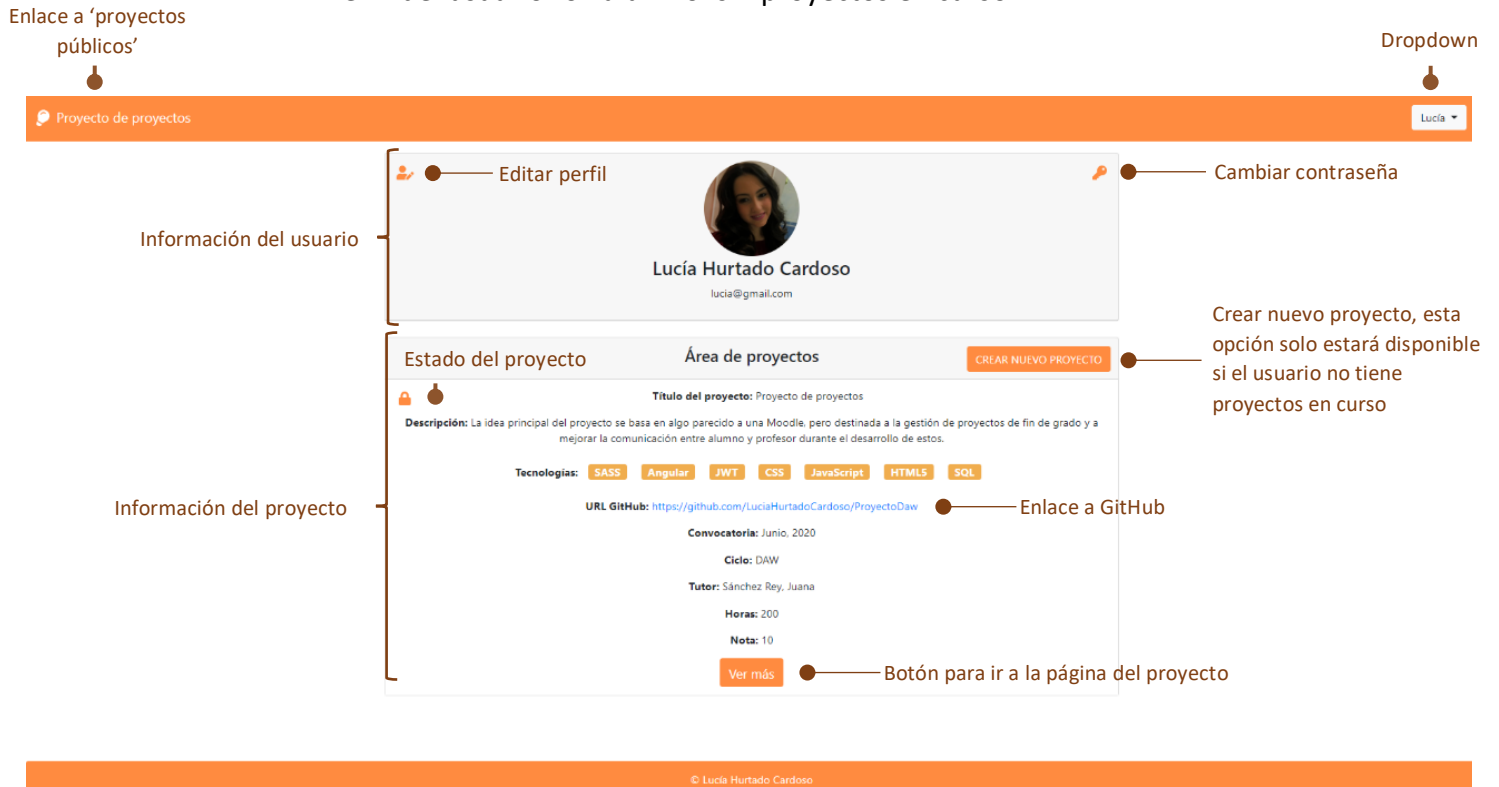 Enlace a ‘proyectos
públicos’
Dropdown
Proyecto de proyectos
Lucía
Editar perfil
Cambiar contraseña
Información del usuario
Lucía Hurtado Cardoso
lucia@gmail.com
Crear nuevo proyecto, esta
opción solo estará disponible
si el usuario no tiene
proyectos en curso
Estado del proyecto
Área de proyectos
CREAR NUEVO PROYECTO
Título del proyecto: Proyecto de proyectos
Descripción: La idea principal del proyecto se basa en algo parecido a una Moodle, pero destinada a la gestión de proyectos de fin de grado y a
mejorar la comunicación entre alumno y profesor durante el desarrollo de estos.
Tecnologías: SASS Angular JWT CSS JavaScript HTML5 SQL
Información del proyecto
URL GitHub: https://github.com/LuciaHurtadoCardoso/ProyectoDaw
Enlace a GitHub
Convocatoria: Junio, 2020
Ciclo: DAW
Tutor: Sánchez Rey, Juana
Horas: 200
Nota: 10
Ver más
Botón para ir a la página del proyecto
© Lucía Hurtado Cardoso